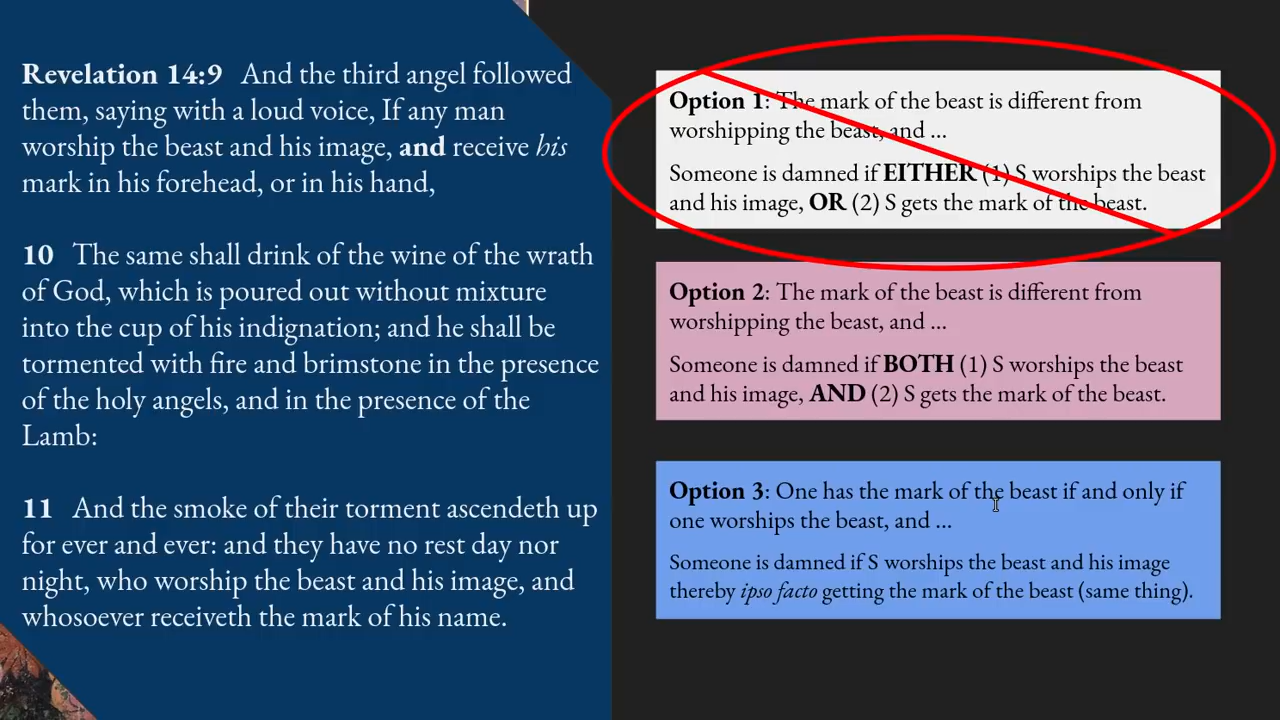 Revelation 14:9 And the third angel followed
them, saying with a loud voice, If any man
worship the beast and his image, and receive his
mark in his forehead, or in his hand,
10 The same shall drink of the wine of the wrath
of God, which is poured out without mixture
into the cup of his indignation; and he shall be
tormented with fire and brimstone in the presence
of the holy angels, and in the presence of the
Lamb:
11 And the smoke of their torment ascendeth up
for ever and ever: and they have no rest day nor
night, who worship the beast and his image, and
whosoever receiveth the mark of his name.
Option 1: The mark of the beast is different from
worshipping the beast, and ...
Someone is damned if EITHER (1) S worships the beast
and his image, OR (2) S gets the mark of the beast.
Option 2: The mark of the beast is different from
worshipping the beast, and ...
Someone is damned if BOTH (1) S worships the beast
and his image, AND (2) S gets the mark of the beast.
Option 3: One has the mark of the beast if and only if
one worships the beast, and ...
Someone is damned if S worships the beast and his image
thereby ipso facto getting the mark of the beast (same thing).